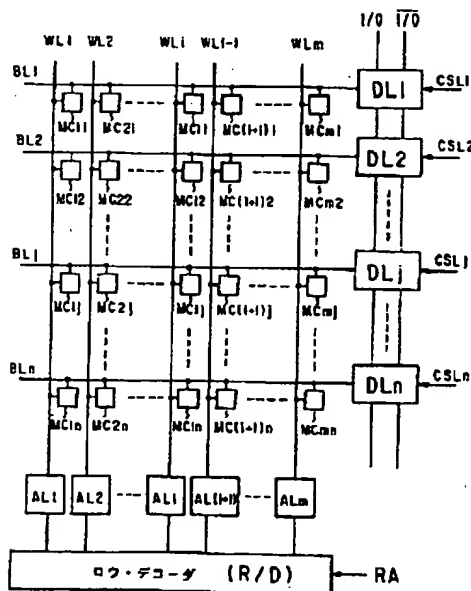 I/O I/O
WL1 WL2 WLi WLi-1 WLm
BL1 DL1 CSL1
MC11 MC21 MCi1 MC(i+1)1 MCm1
BL2 DL2 CSL2
MC12 MC22 MCi2 MC(i+1)2 MCm2
BLj DLj CSLj
MC1j MC2j MCij MC(i+1)j MCmj
BLn DLn CSLn
MC1n MC2n MCin MC(i+1)n MCmn
AL1 AL2 ALi AL(i+1) ALm
ロウ・デコーダ (R/D) RA